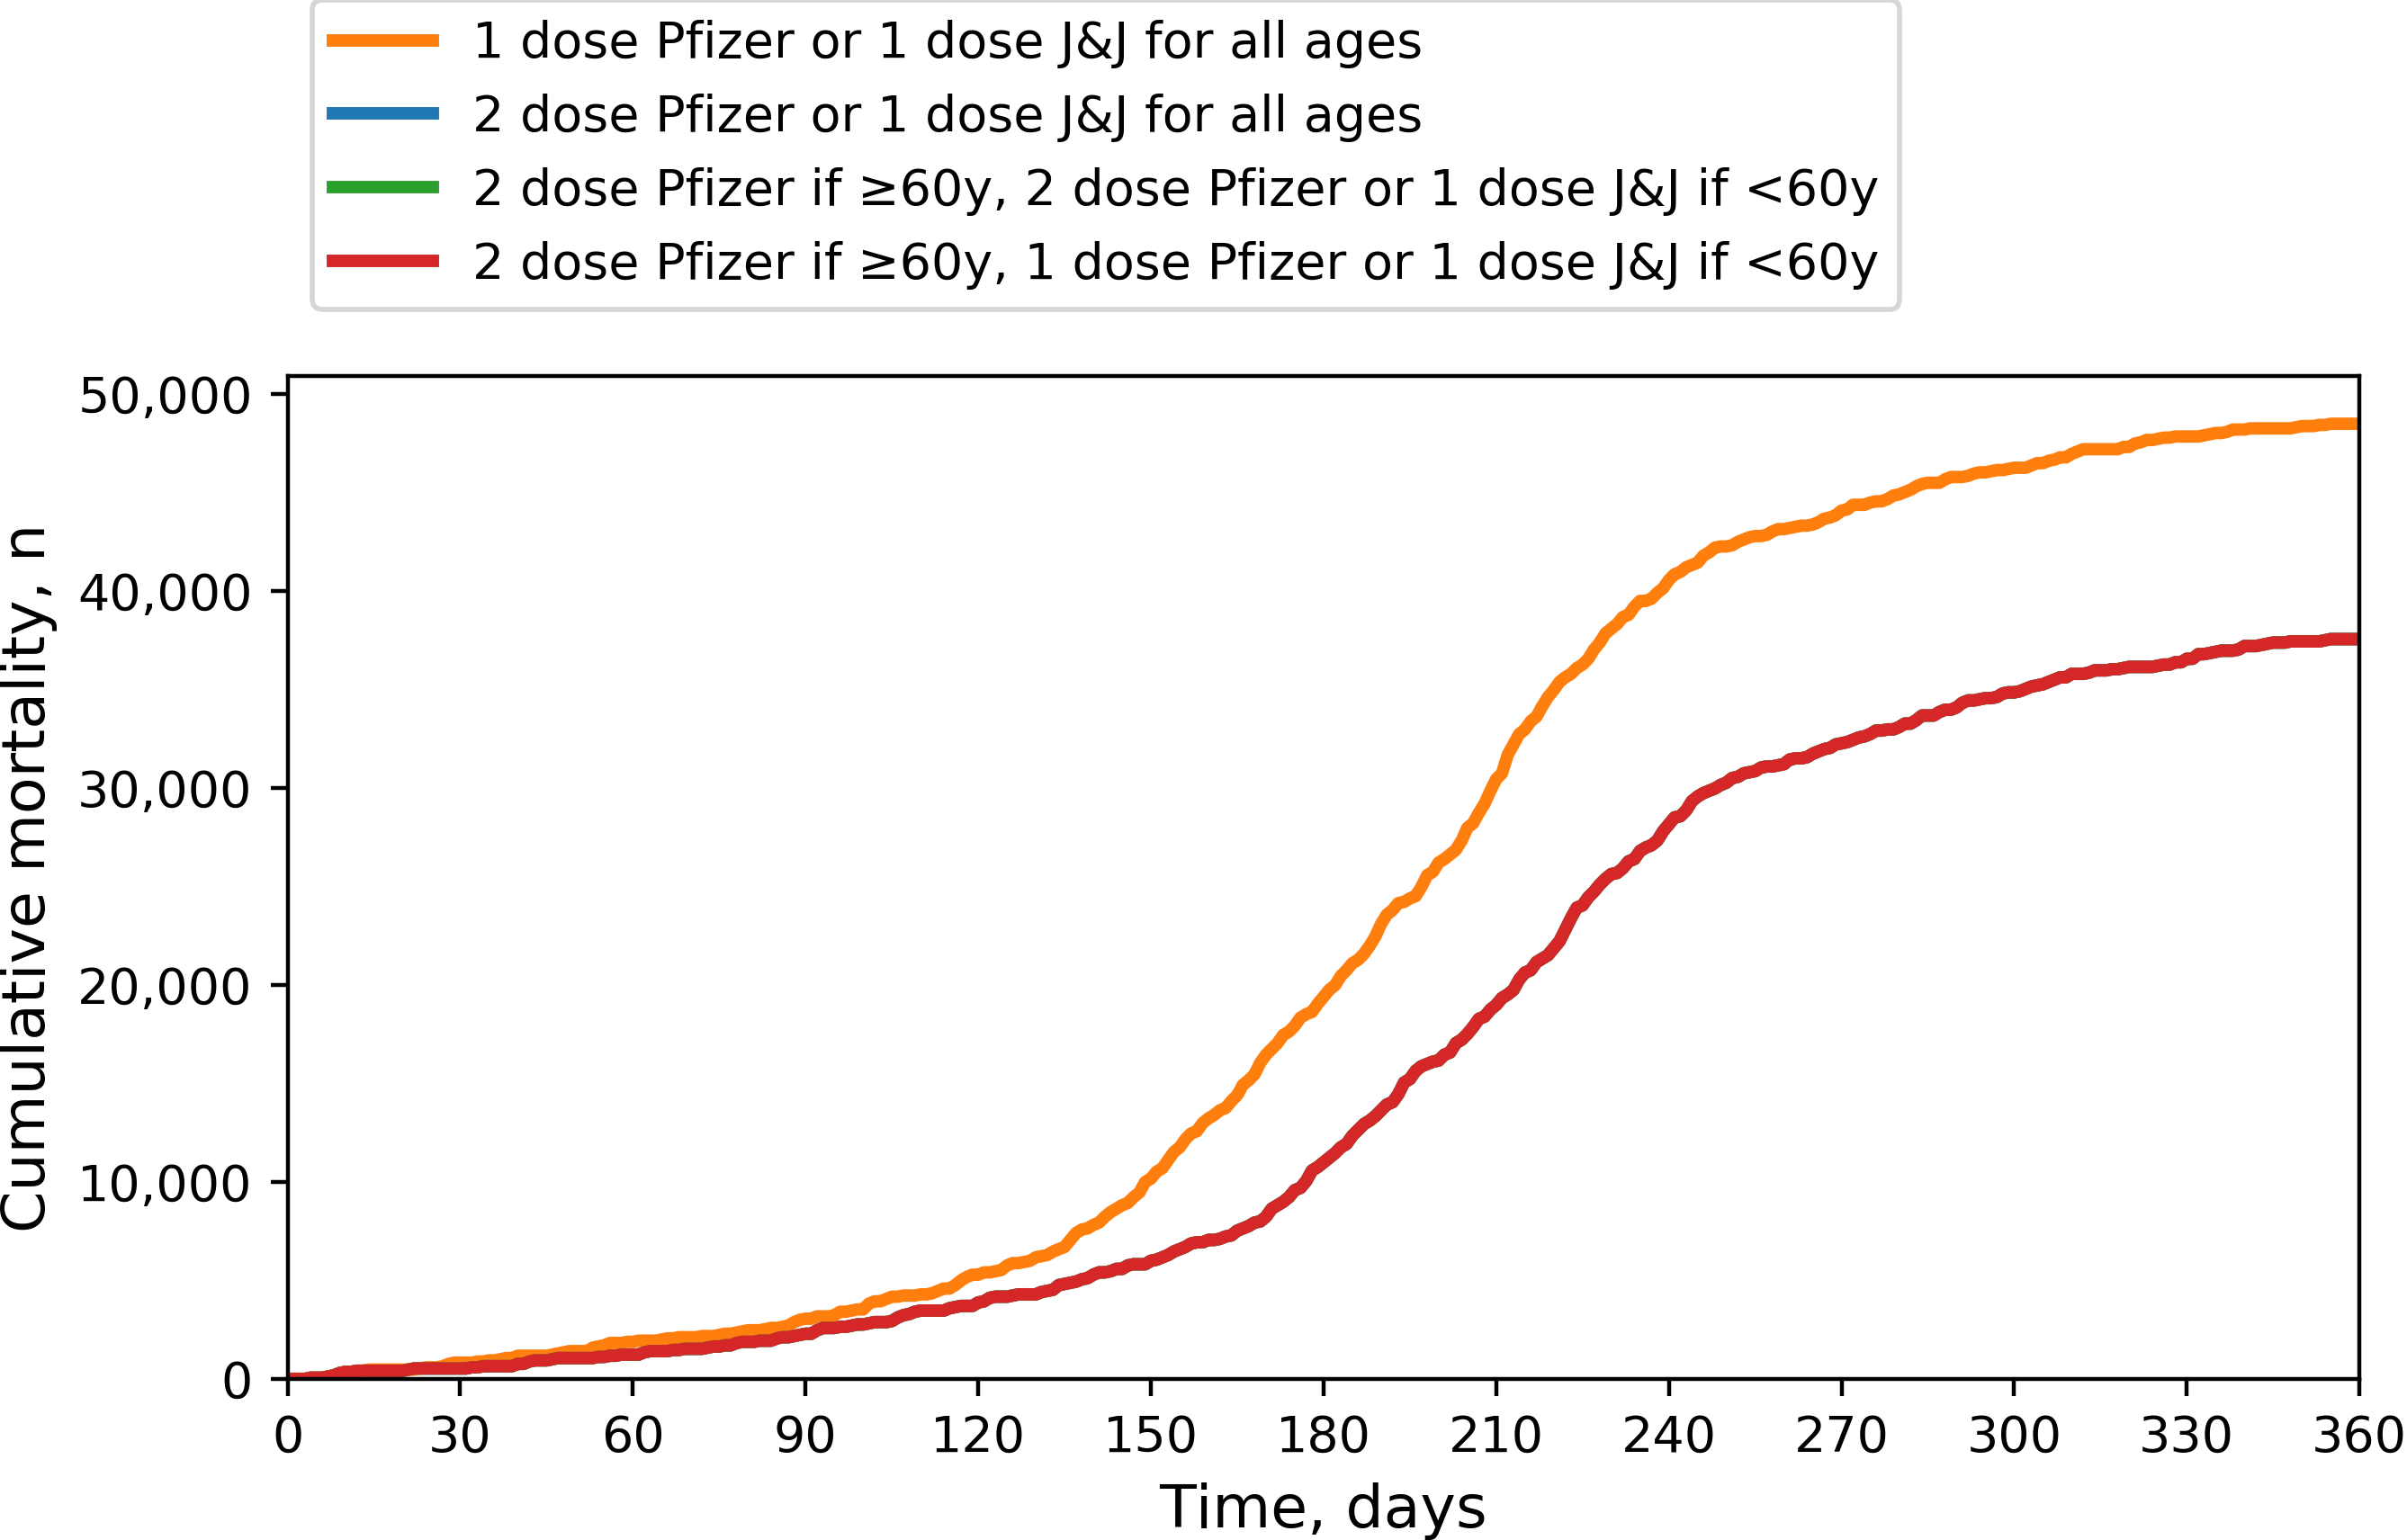 1 dose Pfizer or 1 dose J&J for all ages
2 dose Pfizer or 1 dose J&J for all ages
2 dose Pfizer if ≥60y, 2 dose Pfizer or 1 dose J&J if <60y
2 dose Pfizer if ≥60y, 1 dose Pfizer or 1 dose J&J if <60y
50,000
40,000
30,000
20,000
10,000
0
Cumulative mortality, n
0 30 60 90 120 150 180 210 240 270 300 330 360
Time, days